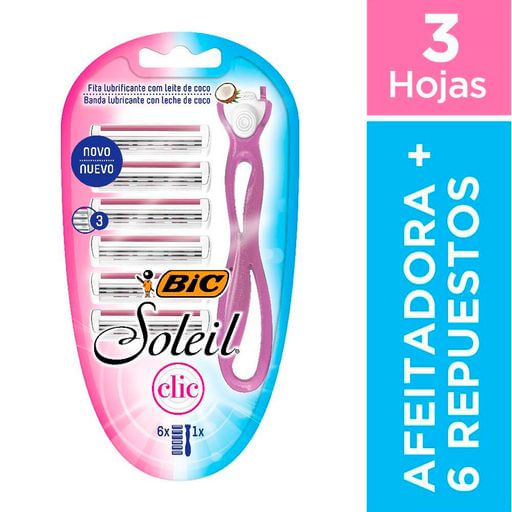 Fita lubrificante com leite de coco
Banda lubricante con leche de coco
NOVO
NUEVO
3
BiC
Soleil
clic
6x 1x
3
Hojas
AFEITADORA +
6 REPUESTOS